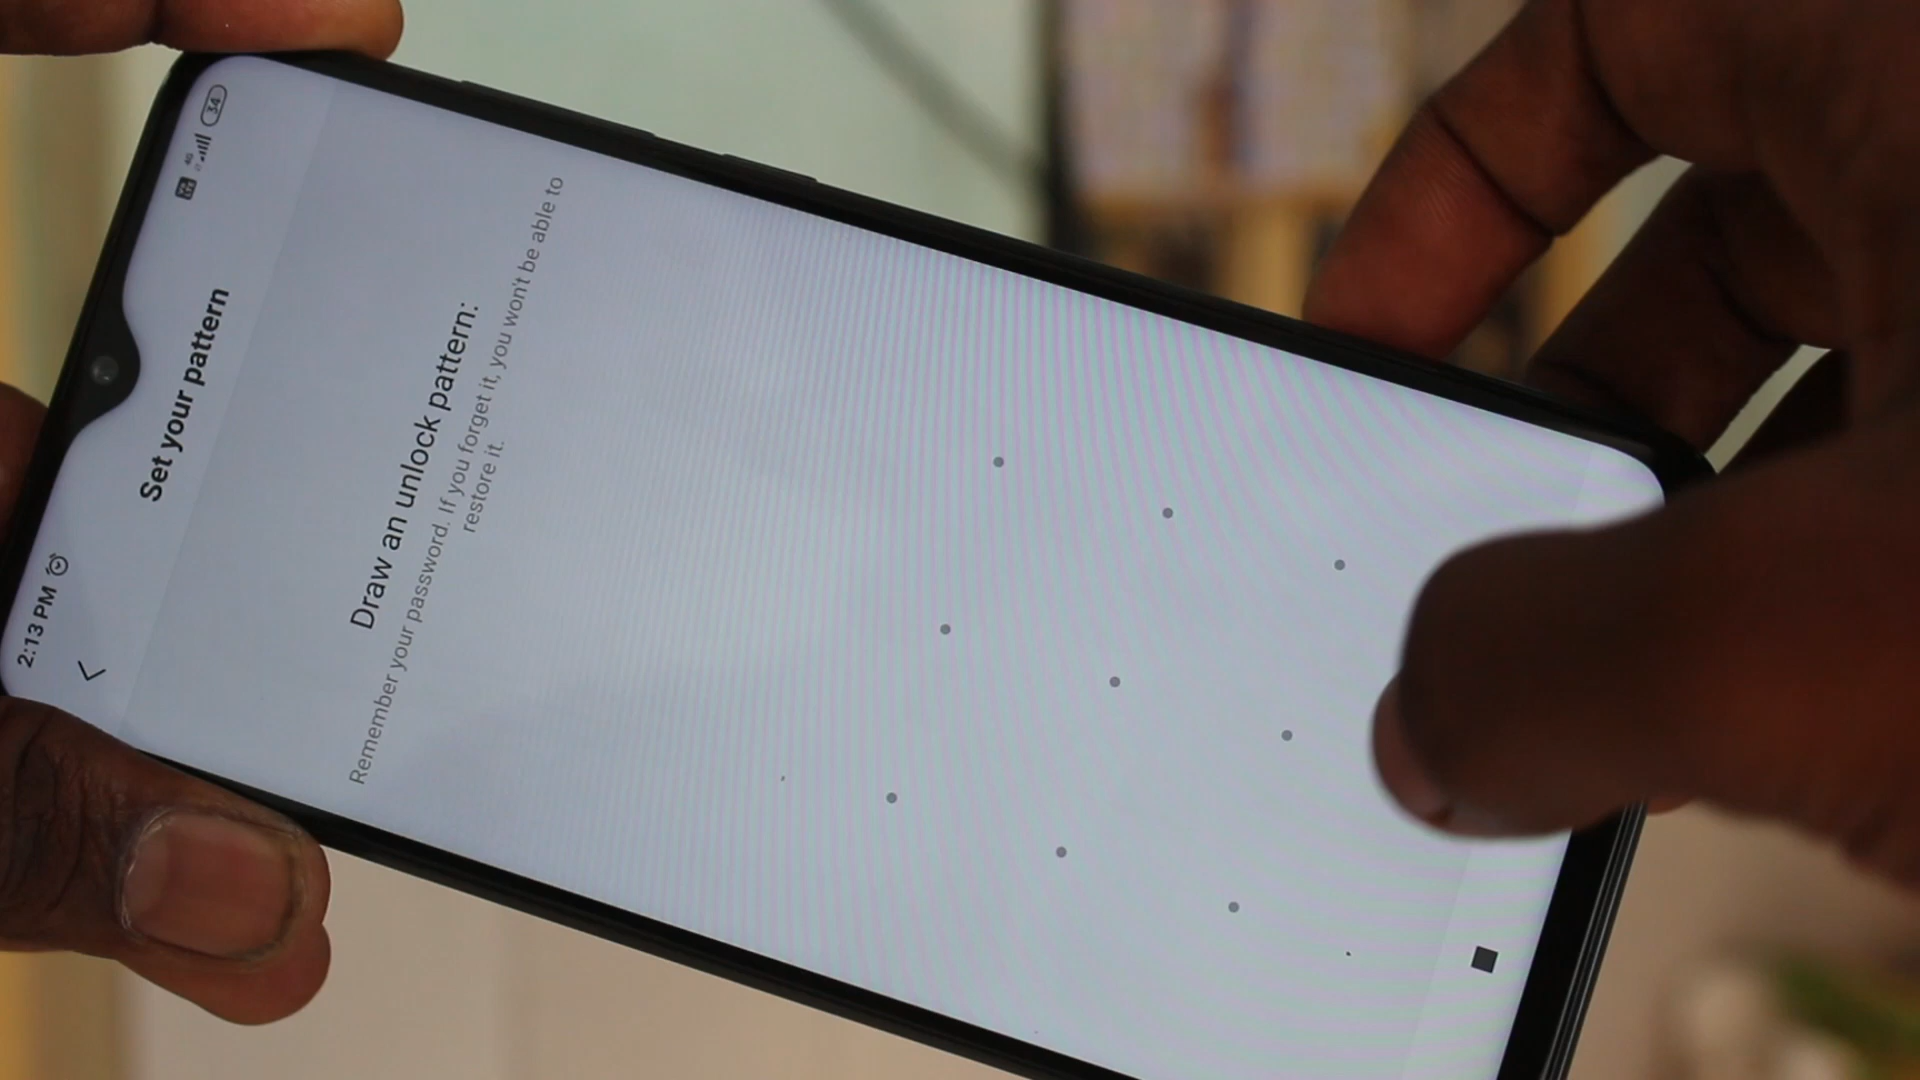 2:13 PM
4G
34
Set your pattern
Draw an unlock pattern:
Remember your password. If you forget it, you won't be able to
restore it.